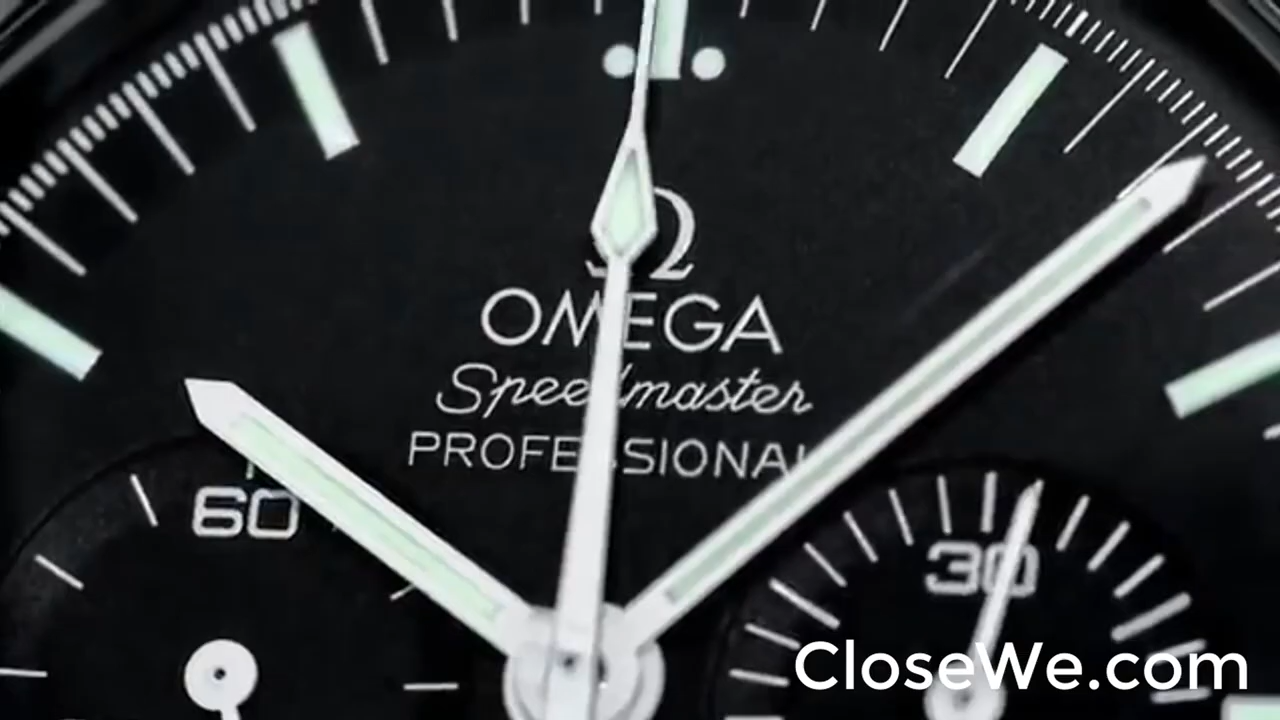 Ω
OMEGA
Speedmaster
PROFESSIONAL
60
30
CloseWe.com